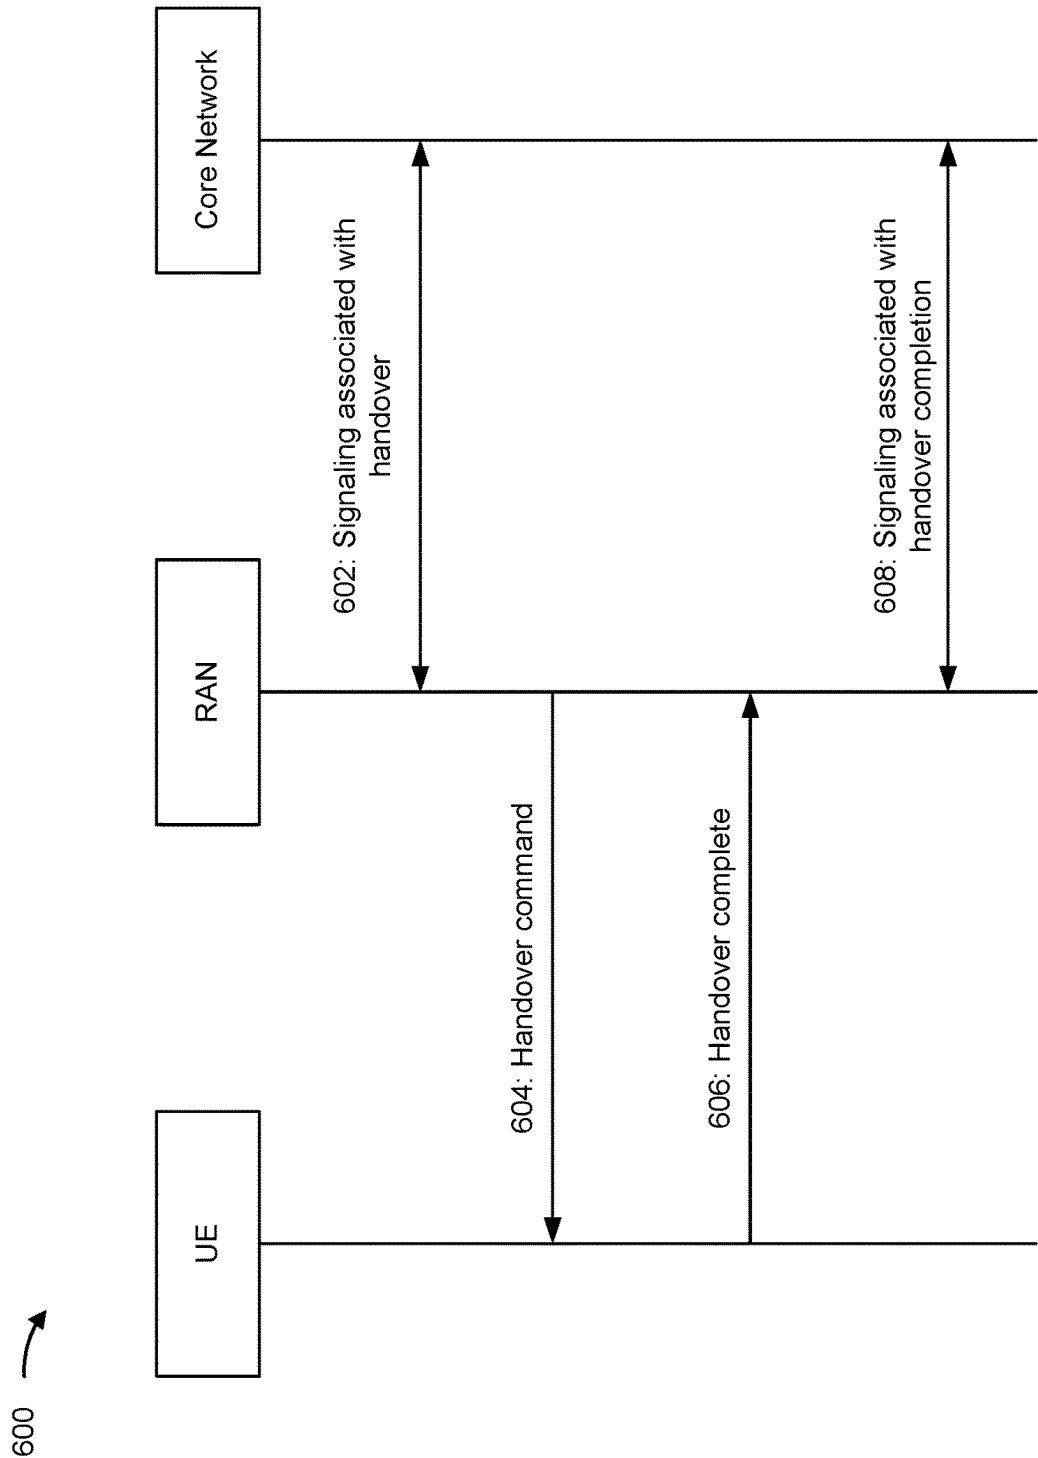 600
UE
RAN
Core Network
602: Signaling associated with
handover
604: Handover command
606: Handover complete
608: Signaling associated with
handover completion